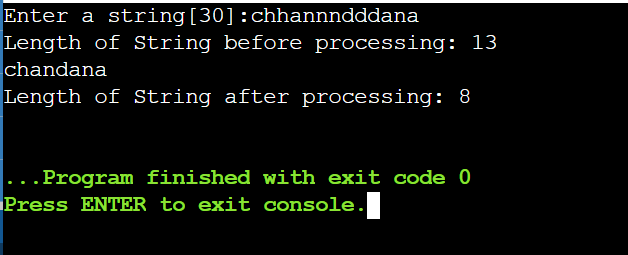 Enter a string[30]:chhannndddana
Length of String before processing: 13
chandana
Length of String after processing: 8
...Program finished with exit code 0
Press ENTER to exit console.